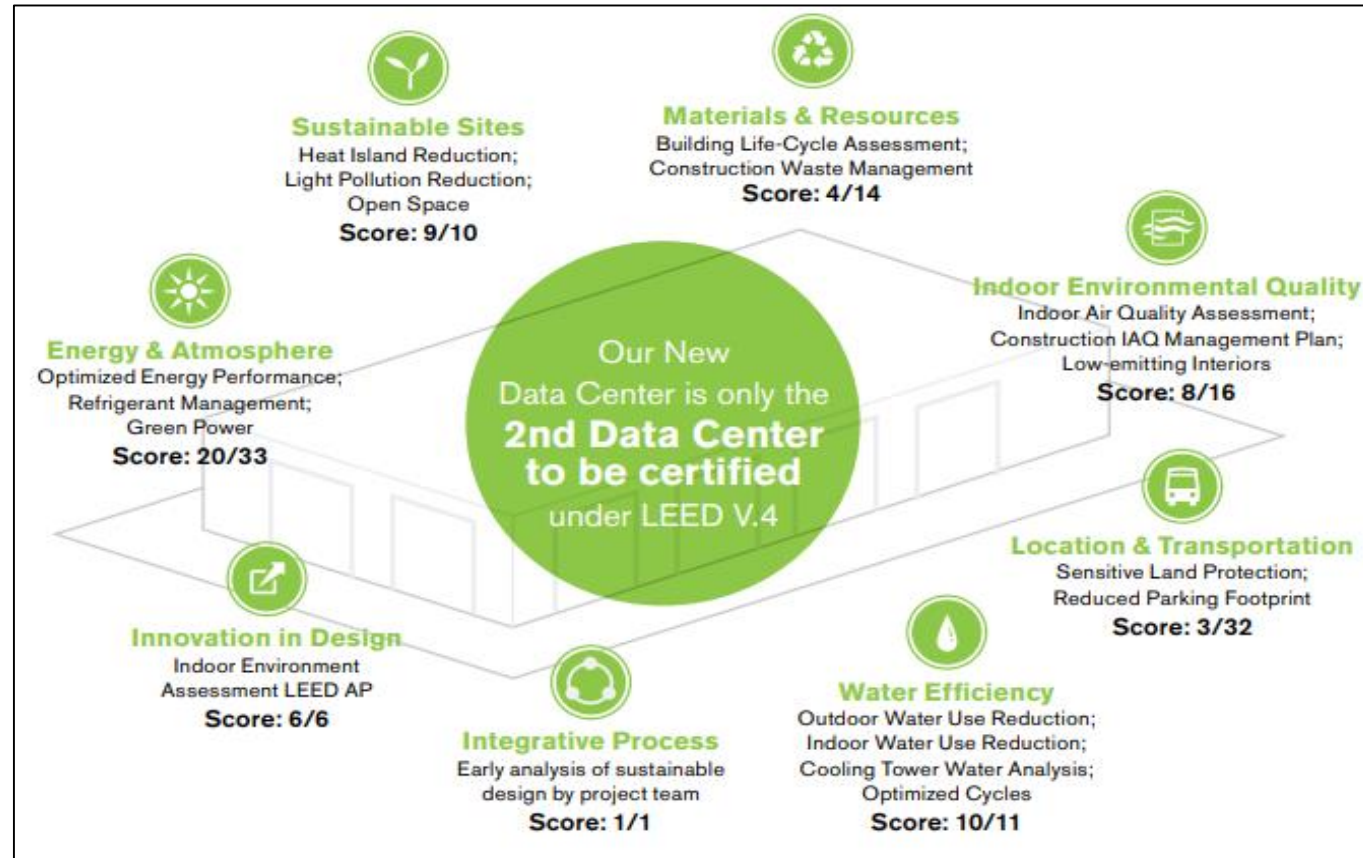 Sustainable Sites
Heat Island Reduction;
Light Pollution Reduction;
Open Space
Score: 9/10
Materials & Resources
Building Life-Cycle Assessment;
Construction Waste Management
Score: 4/14
Indoor Environmental Quality
Indoor Air Quality Assessment;
Construction IAQ Management Plan;
Low-emitting Interiors
Score: 8/16
Energy & Atmosphere
Optimized Energy Performance;
Refrigerant Management;
Green Power
Score: 20/33
Our New
Data Center is only the
2nd Data Center
to be certified
under LEED V.4
Location & Transportation
Sensitive Land Protection;
Reduced Parking Footprint
Score: 3/32
Innovation in Design
Indoor Environment
Assessment LEED AP
Score: 6/6
Integrative Process
Early analysis of sustainable
design by project team
Score: 1/1
Water Efficiency
Outdoor Water Use Reduction;
Indoor Water Use Reduction;
Cooling Tower Water Analysis;
Optimized Cycles
Score: 10/11